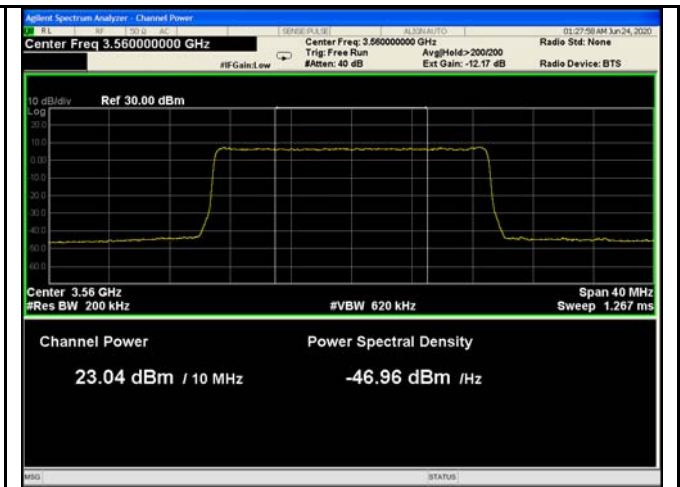 Agilent Spectrum Analyzer - Channel Power
RL RF 50 Ω AC SENSE:PULSE ALIGN AUTO 01:27:58 AM Jun 24, 2020
Center Freq 3.560000000 GHz Center Freq: 3.560000000 GHz Radio Std: None
Trig: Free Run Avg|Hold:>200/200
#IFGain:Low #Atten: 40 dB Ext Gain: -12.17 dB Radio Device: BTS
10 dB/div Ref 30.00 dBm
Log
20.0
10.0
0.00
-10.0
-20.0
-30.0
-40.0
-50.0
-60.0
Center 3.56 GHz Span 40 MHz
#Res BW 200 kHz #VBW 620 kHz Sweep 1.267 ms
Channel Power Power Spectral Density
23.04 dBm / 10 MHz -46.96 dBm /Hz
MSG STATUS